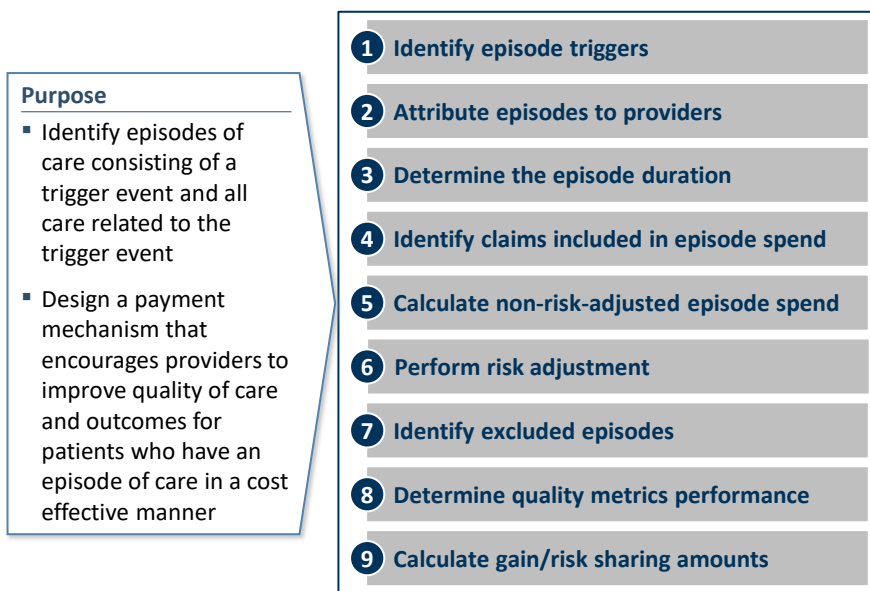 Purpose
▪ Identify episodes of
care consisting of a
trigger event and all
care related to the
trigger event
▪ Design a payment
mechanism that
encourages providers to
improve quality of care
and outcomes for
patients who have an
episode of care in a cost
effective manner
1 Identify episode triggers
2 Attribute episodes to providers
3 Determine the episode duration
4 Identify claims included in episode spend
5 Calculate non-risk-adjusted episode spend
6 Perform risk adjustment
7 Identify excluded episodes
8 Determine quality metrics performance
9 Calculate gain/risk sharing amounts